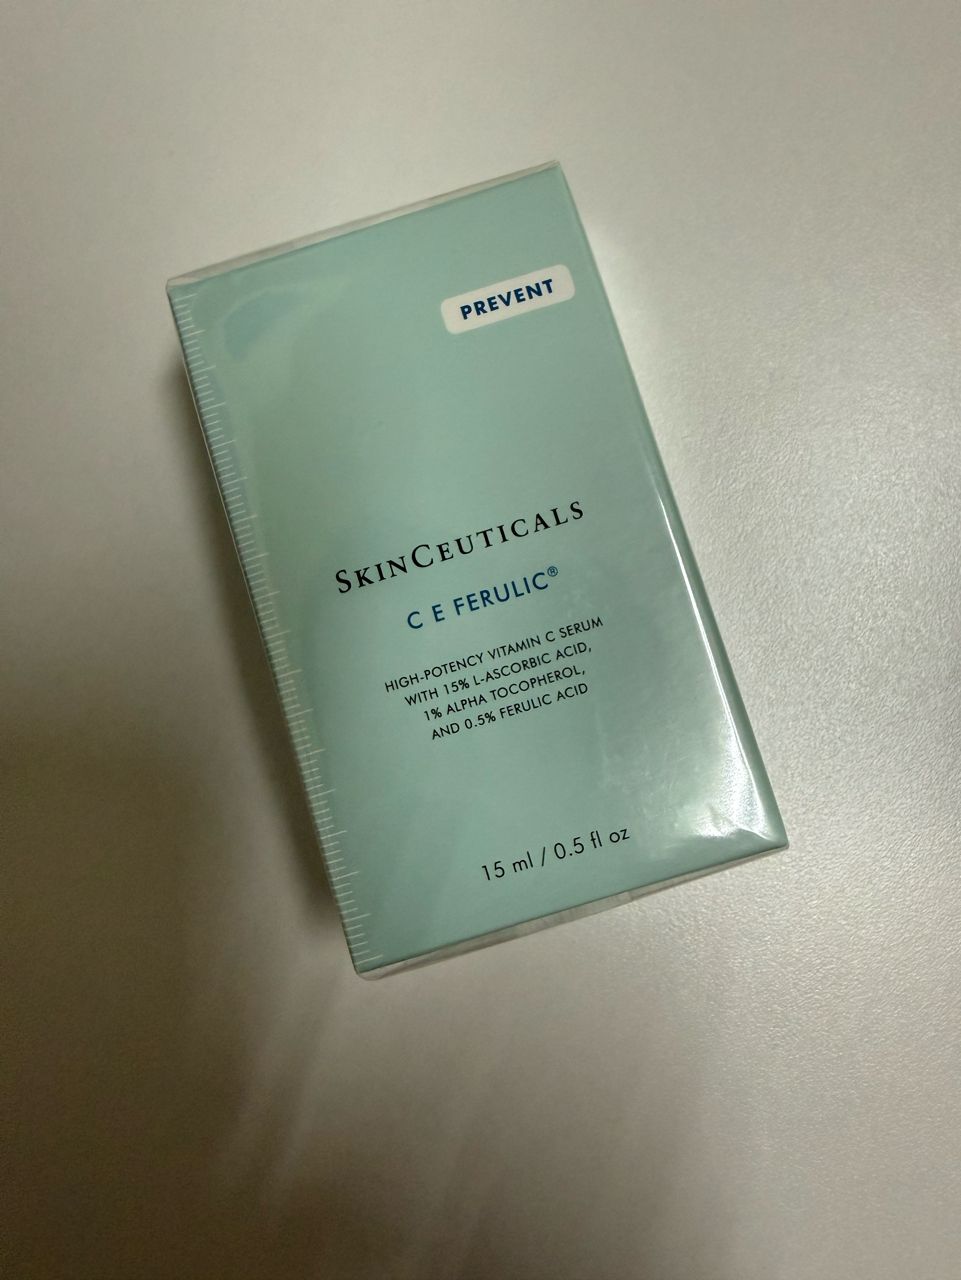 PREVENT
SKINCEUTICALS
C E FERULIC®
HIGH-POTENCY VITAMIN C SERUM
WITH 15% L-ASCORBIC ACID,
1% ALPHA TOCOPHEROL,
AND 0.5% FERULIC ACID
15 ml / 0.5 fl oz